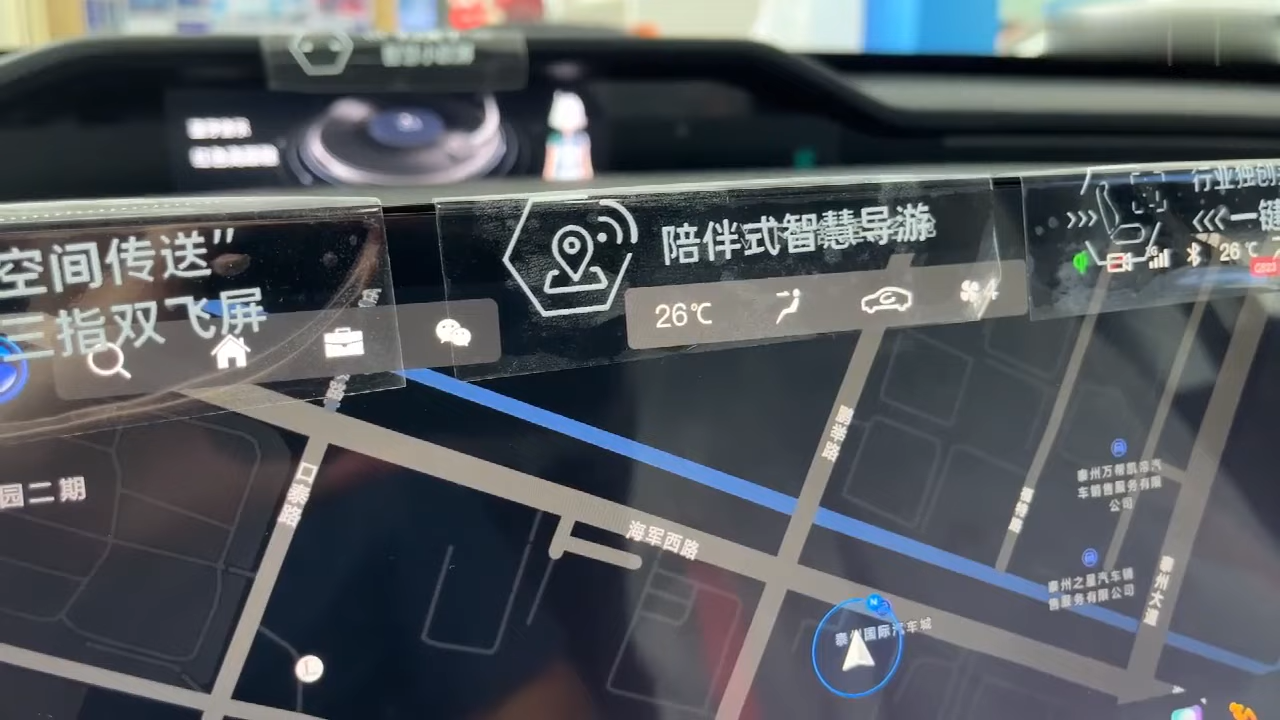 空间传送”
三指双飞屏
陪伴式智慧导游
行业独创
一键
26℃
26℃
园二期
口泰路
海军西路
泰州万帮凯帝汽
车销售服务有限
公司
泰州之星汽车销
售服务有限公司
泰州大道
泰州国际汽车城
N